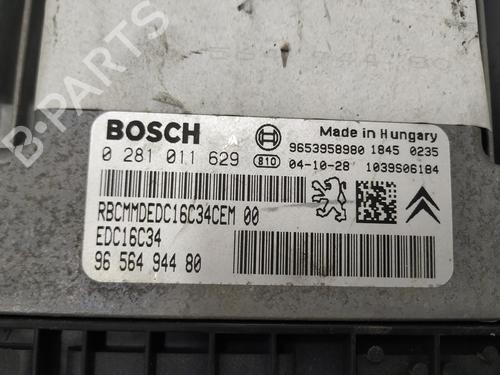 B-PARTS
BOSCH
Made in Hungary
9653958980 1845 0235
0 281 011 629
810
04-10-28 1039S06184
RBCMMDEDC16C34CEM 00
EDC16C34
96 564 944 80